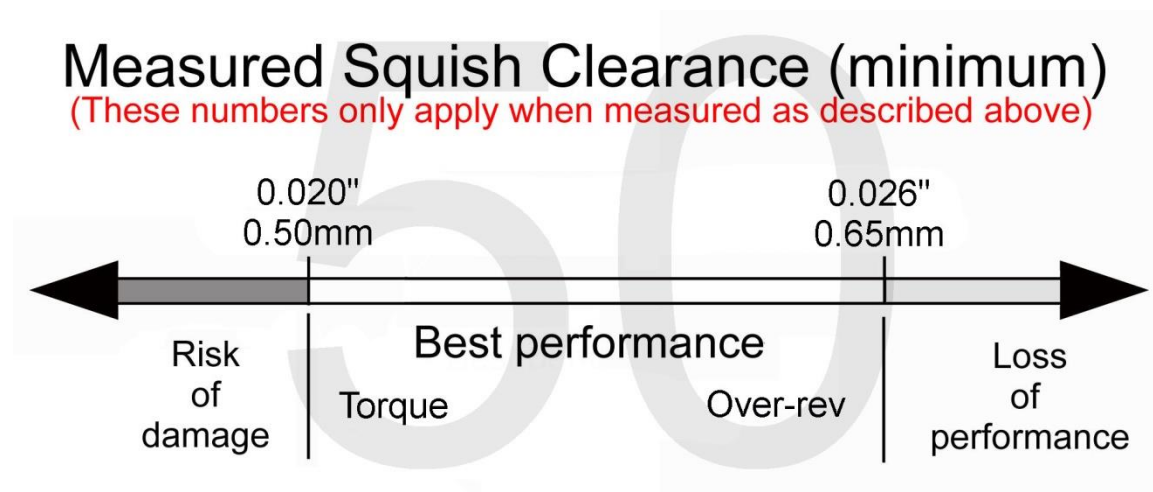 Measured Squish Clearance (minimum)
(These numbers only apply when measured as described above)
50
0.020"
0.50mm
0.026"
0.65mm
Best performance
Risk
of
damage
Torque
Over-rev
Loss
of
performance